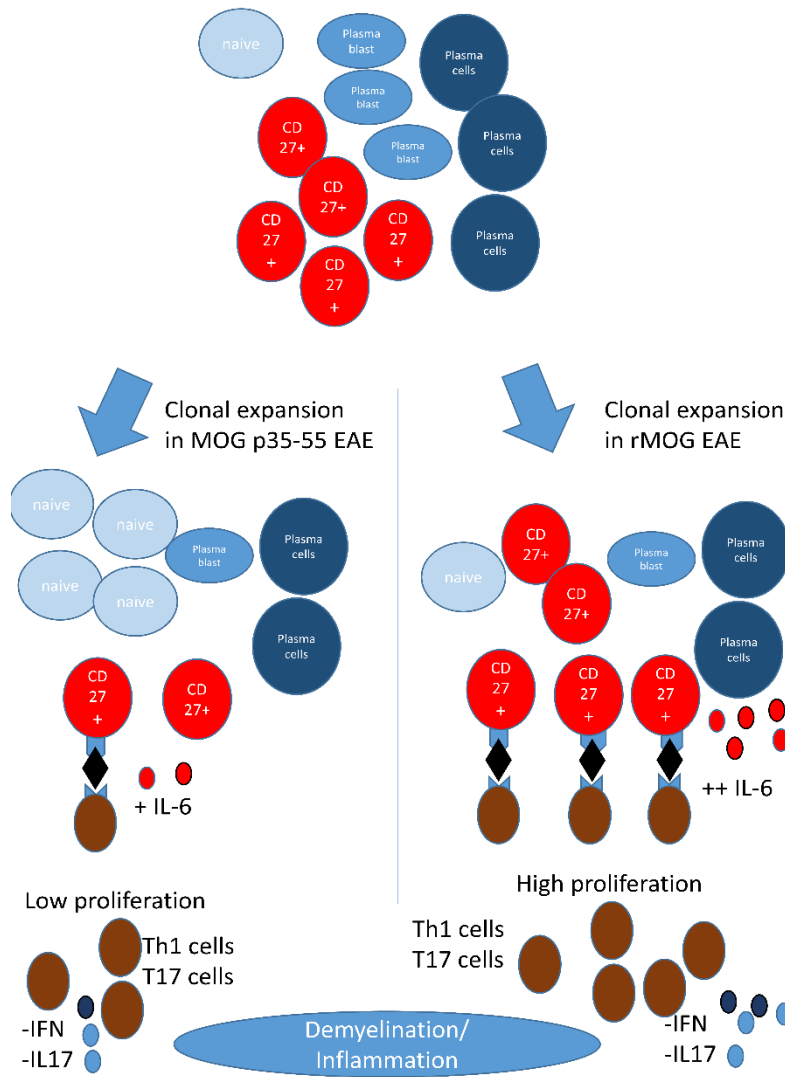 naive
Plasma
blast
Plasma
cells
Plasma
blast
CD
27+
Plasma
blast
Plasma
cells
CD
27+
CD
27
+
CD
27
+
Plasma
cells
CD
27
+
Clonal expansion
in MOG p35-55 EAE
Clonal expansion
in rMOG EAE
naive
naive
Plasma
blast
Plasma
cells
naive
naive
Plasma
cells
CD
27
+
CD
27+
+ IL-6
CD
27+
Plasma
blast
Plasma
cells
naive
CD
27+
Plasma
cells
CD
27
+
CD
27
+
CD
27
+
++ IL-6
Low proliferation
Th1 cells
T17 cells
-IFN
-IL17
High proliferation
Th1 cells
T17 cells
-IFN
-IL17
Demyelination/
Inflammation